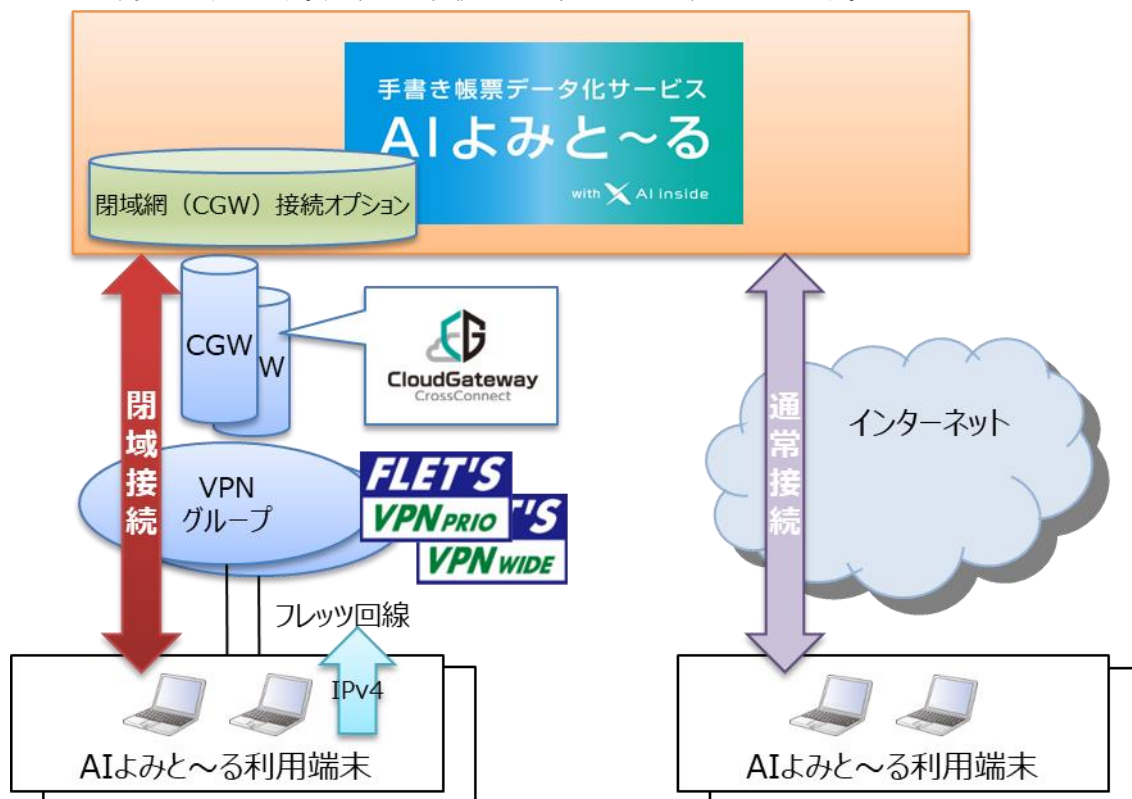 手書き帳票データ化サービス
AIよみと～る
with AI inside
閉域網（CGW）接続オプション
CGW
W
CloudGateway
CrossConnect
閉域接続
通常接続
インターネット
VPN
グループ
FLET'S
VPN PRIO
T'S
VPN WIDE
フレッツ回線
IPv4
AIよみと～る利用端末
AIよみと～る利用端末